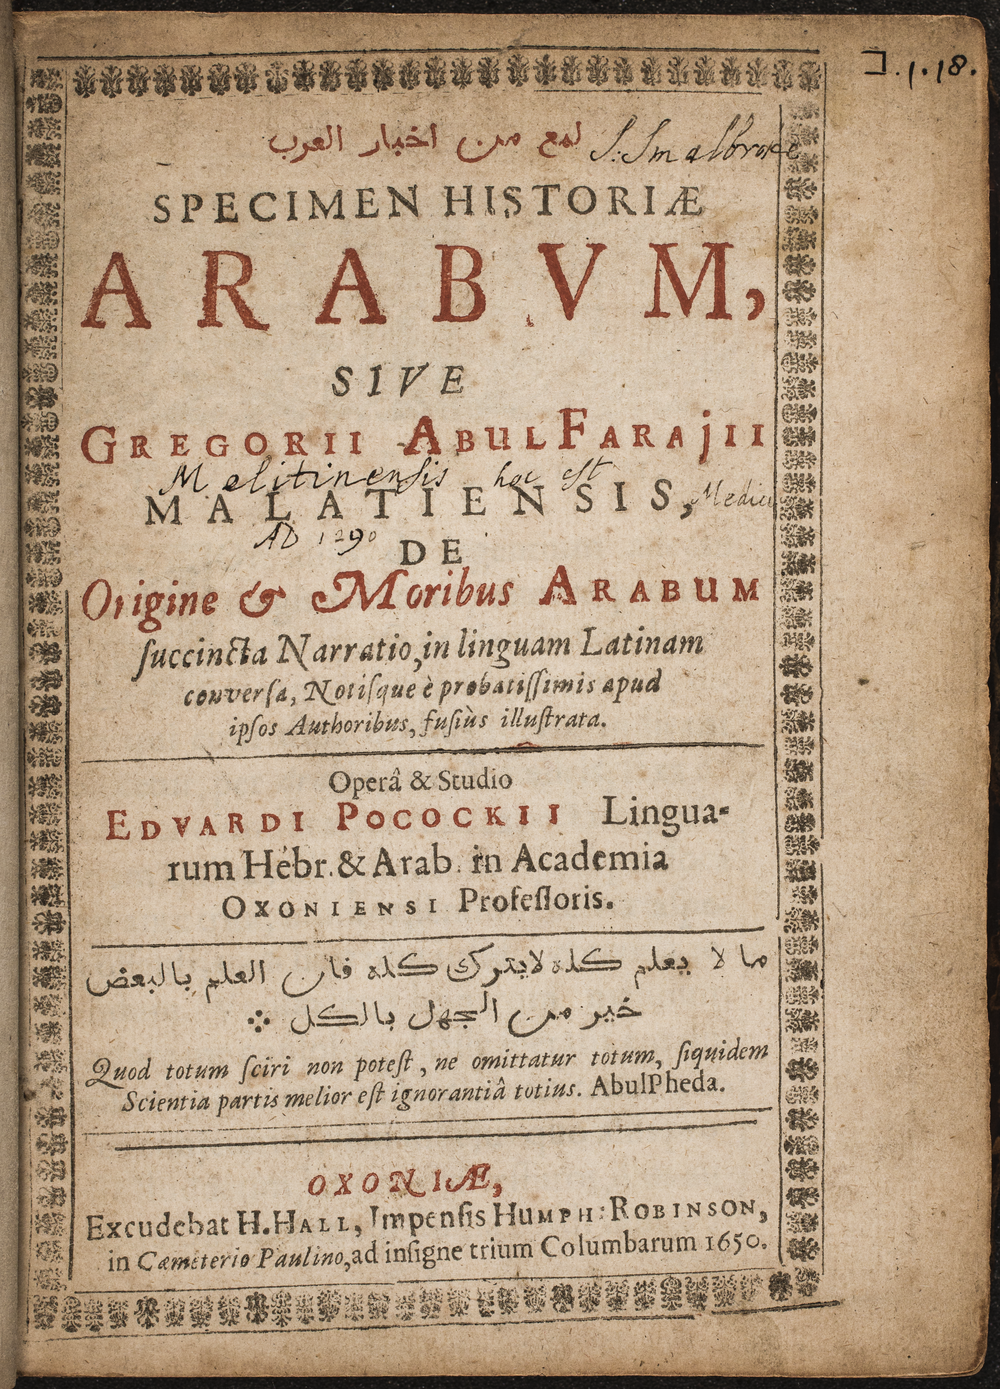 ב.1.18.
لمع من اخبار العرب S: Smalbroke
SPECIMEN HISTORIÆ
ARABVM,
SIVE
GREGORII ABULFARAJII
Melitinensis hoc est
MALATIENSIS, Medici
AD 1290
DE
Origine & Moribus ARABUM
ſuccincta Narratio, in linguam Latinam
converſa, Notiſque è probatiſſimis apud
ipſos Authoribus, fuſiùs illuſtrata.
Operâ & Studio
EDVARDI POCOCKII Lingua-
rum Hebr. & Arab. in Academia
OXONIENSI Profeſſoris.
ما لا يعلم كله لايترك كله فان العلم بالبعض
خير من الجهل بالكل
Quod totum ſciri non poteſt, ne omittatur totum, ſiquidem
Scientia partis melior eſt ignorantiâ totius. AbulPheda.
OXONIÆ,
Excudebat H. HALL, Impenſis HUMPH: ROBINSON,
in Cœmeterio Paulino, ad inſigne trium Columbarum 1650.